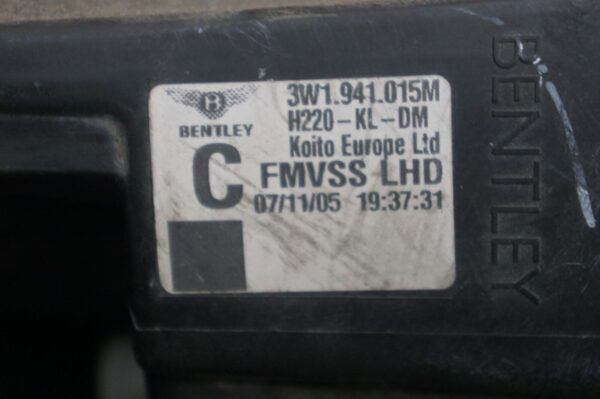 B
BENTLEY
3W1.941.015M
H220-KL-DM
Koito Europe Ltd
C FMVSS LHD
07/11/05 19:37:31
BENTLEY